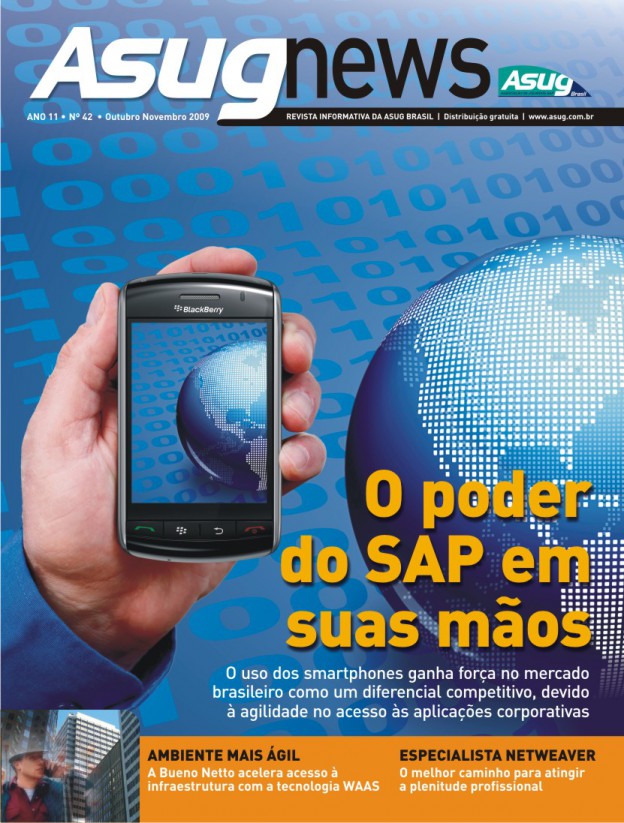 Asugnews
Asug
Brasil
ANO 11 • Nº 42 • Outubro Novembro 2009
REVISTA INFORMATIVA DA ASUG BRASIL | Distribuição gratuita | www.asug.com.br
BlackBerry
O poder
do SAP em
suas mãos
O uso dos smartphones ganha força no mercado
brasileiro como um diferencial competitivo, devido
à agilidade no acesso às aplicações corporativas
AMBIENTE MAIS ÁGIL
A Bueno Netto acelera acesso à
infraestrutura com a tecnologia WAAS
ESPECIALISTA NETWEAVER
O melhor caminho para atingir
a plenitude profissional